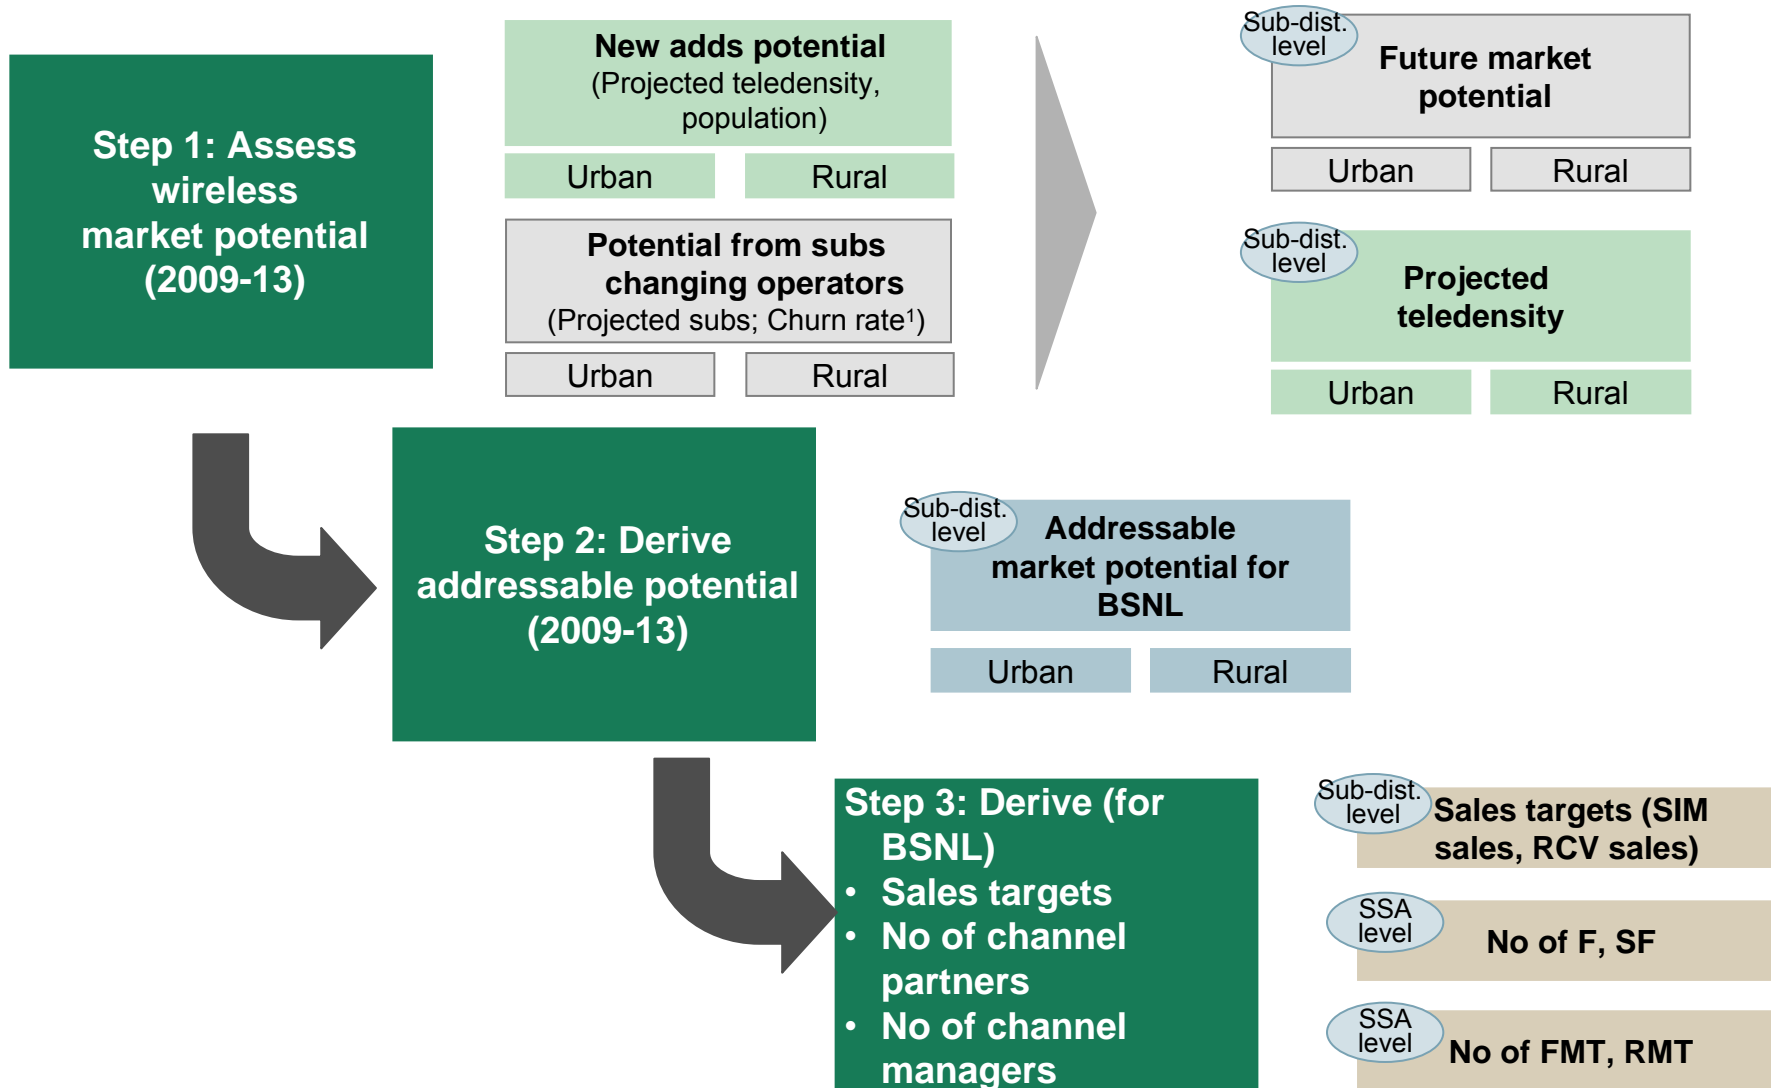 Step 1: Assess
wireless
market potential
(2009-13)
New adds potential
(Projected teledensity,
population)
Urban
Rural
Potential from subs
changing operators
(Projected subs; Churn rate¹)
Urban
Rural
Sub-dist.
level
Future market
potential
Urban
Rural
Sub-dist.
level
Projected
teledensity
Urban
Rural
Step 2: Derive
addressable potential
(2009-13)
Sub-dist.
level
Addressable
market potential for
BSNL
Urban
Rural
Step 3: Derive (for
BSNL)
• Sales targets
• No of channel
partners
• No of channel
managers
Sub-dist.
level
Sales targets (SIM
sales, RCV sales)
SSA
level
No of F, SF
SSA
level
No of FMT, RMT